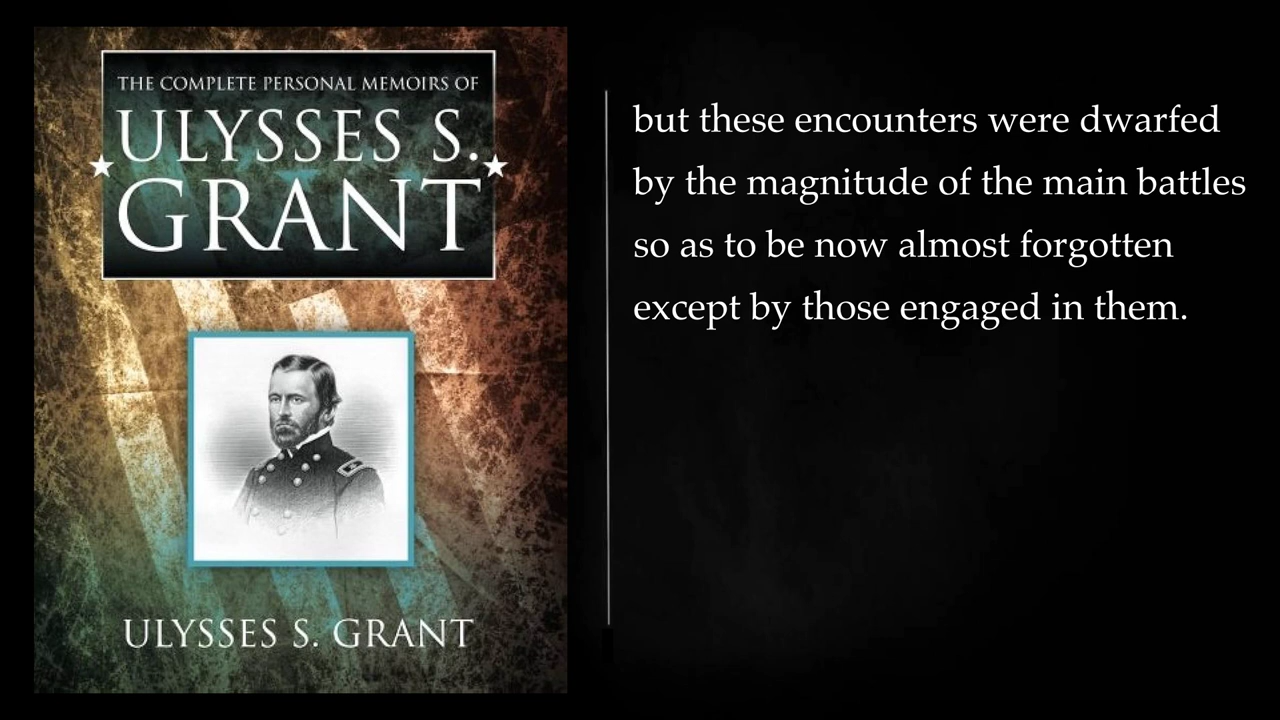 THE COMPLETE PERSONAL MEMOIRS OF
ULYSSES S.
GRANT
ULYSSES S. GRANT
but these encounters were dwarfed
by the magnitude of the main battles
so as to be now almost forgotten
except by those engaged in them.